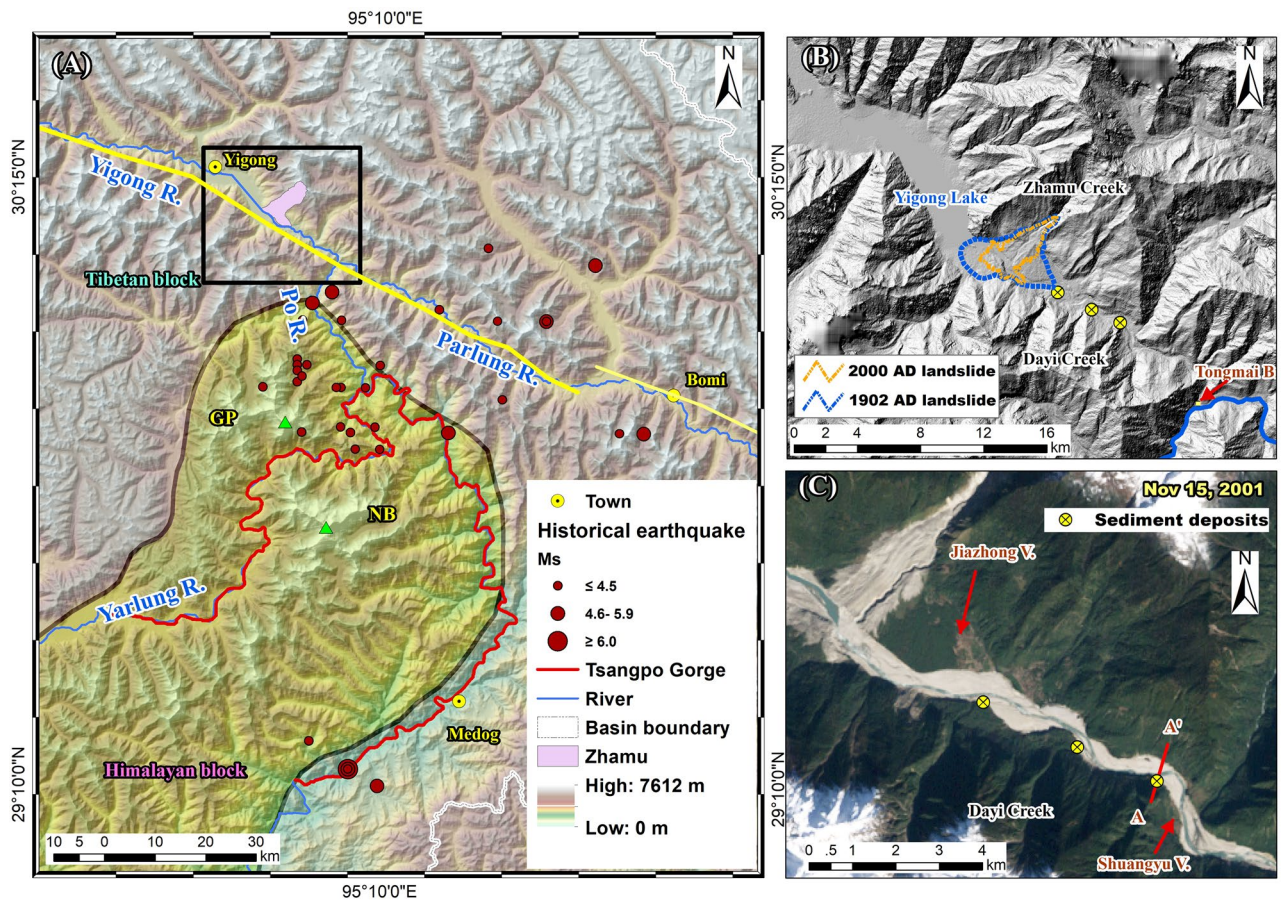 95°10'0"E
(A)
N
30°15'0"N
Yigong
Yigong R.
Tibetan block
Po R.
Parlung R.
Bomi
GP
NB
Yarlung R.
Medog
Himalayan block
29°10'0"N
10 5 0 10 20 30
km
95°10'0"E
Town
Historical earthquake
Ms
≤ 4.5
4.6- 5.9
≥ 6.0
Tsangpo Gorge
River
Basin boundary
Zhamu
High: 7612 m
Low: 0 m
(B)
N
30°15'0"N
Zhamu Creek
Yigong Lake
Dayi Creek
Tongmai B
2000 AD landslide
1902 AD landslide
0 2 4 8 12 16
km
(C)
Nov 15, 2001
Sediment deposits
N
Jiazhong V.
A'
A
Dayi Creek
Shuangyu V.
29°10'0"N
0 .5 1 2 3 4
km